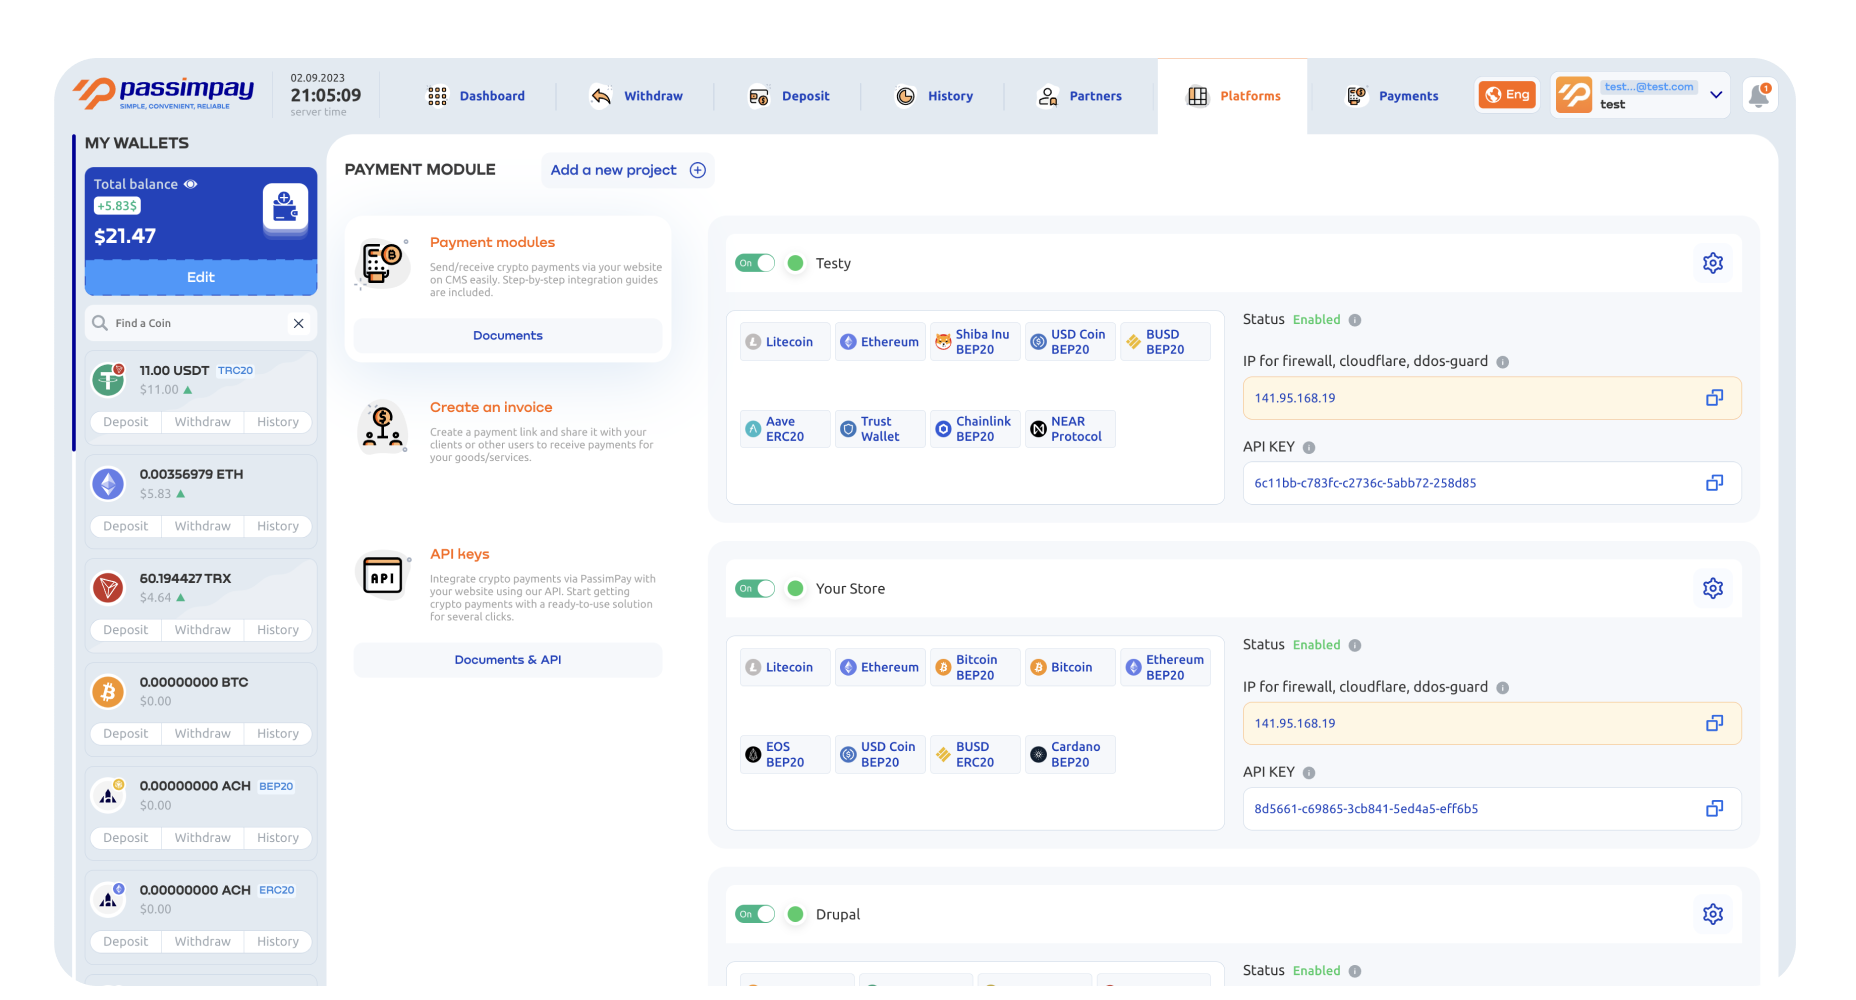 passimpay
SIMPLE, CONVENIENT, RELIABLE
02.09.2023
21:05:09
server time
Dashboard
Withdraw
Deposit
History
Partners
Platforms
Payments
Eng
test...@test.com
test
1
MY WALLETS
Total balance
+5.83$
$21.47
Edit
Find a Coin
11.00 USDT TRC20
$11.00
Deposit Withdraw History
0.00356979 ETH
$5.83
Deposit Withdraw History
60.194427 TRX
$4.64
Deposit Withdraw History
0.00000000 BTC
$0.00
Deposit Withdraw History
0.00000000 ACH BEP20
$0.00
Deposit Withdraw History
0.00000000 ACH ERC20
$0.00
Deposit Withdraw History
PAYMENT MODULE
Add a new project
Payment modules
Send/receive crypto payments via your website
on CMS easily. Step-by-step integration guides
are included.
Documents
Create an invoice
Create a payment link and share it with your
clients or other users to receive payments for
your goods/services.
API
API keys
Integrate crypto payments via PassimPay with
your website using our API. Start getting
crypto payments with a ready-to-use solution
for several clicks.
Documents & API
On
Testy
Litecoin
Ethereum
Shiba Inu
BEP20
USD Coin
BEP20
BUSD
BEP20
Aave
ERC20
Trust
Wallet
Chainlink
BEP20
NEAR
Protocol
Status Enabled
IP for firewall, cloudflare, ddos-guard
141.95.168.19
API KEY
6c11bb-c783fc-c2736c-5abb72-258d85
On
Your Store
Litecoin
Ethereum
Bitcoin
BEP20
Bitcoin
Ethereum
BEP20
EOS
BEP20
USD Coin
BEP20
BUSD
ERC20
Cardano
BEP20
Status Enabled
IP for firewall, cloudflare, ddos-guard
141.95.168.19
API KEY
8d5661-c69865-3cb841-5ed4a5-eff6b5
On
Drupal
Status Enabled